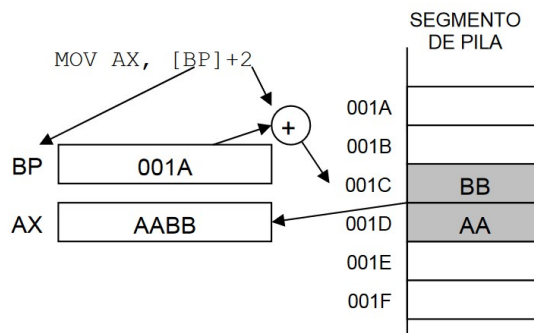 SEGMENTO
DE PILA
MOV AX, [BP]+2
+
001A
001B
BP 001A
001C BB
AX AABB
001D AA
001E
001F